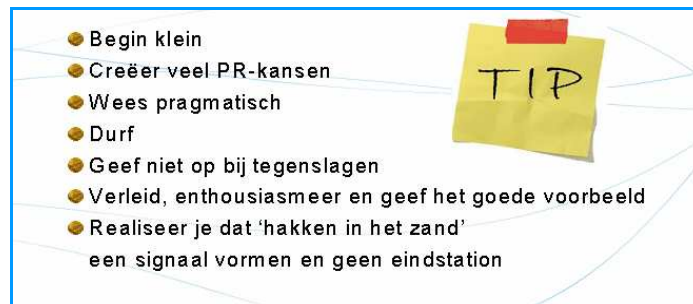 Begin klein
Creëer veel PR-kansen
Wees pragmatisch
Durf
Geef niet op bij tegenslagen
Verleid, enthousiasmeer en geef het goede voorbeeld
Realiseer je dat ‘hakken in het zand’
een signaal vormen en geen eindstation
TIP